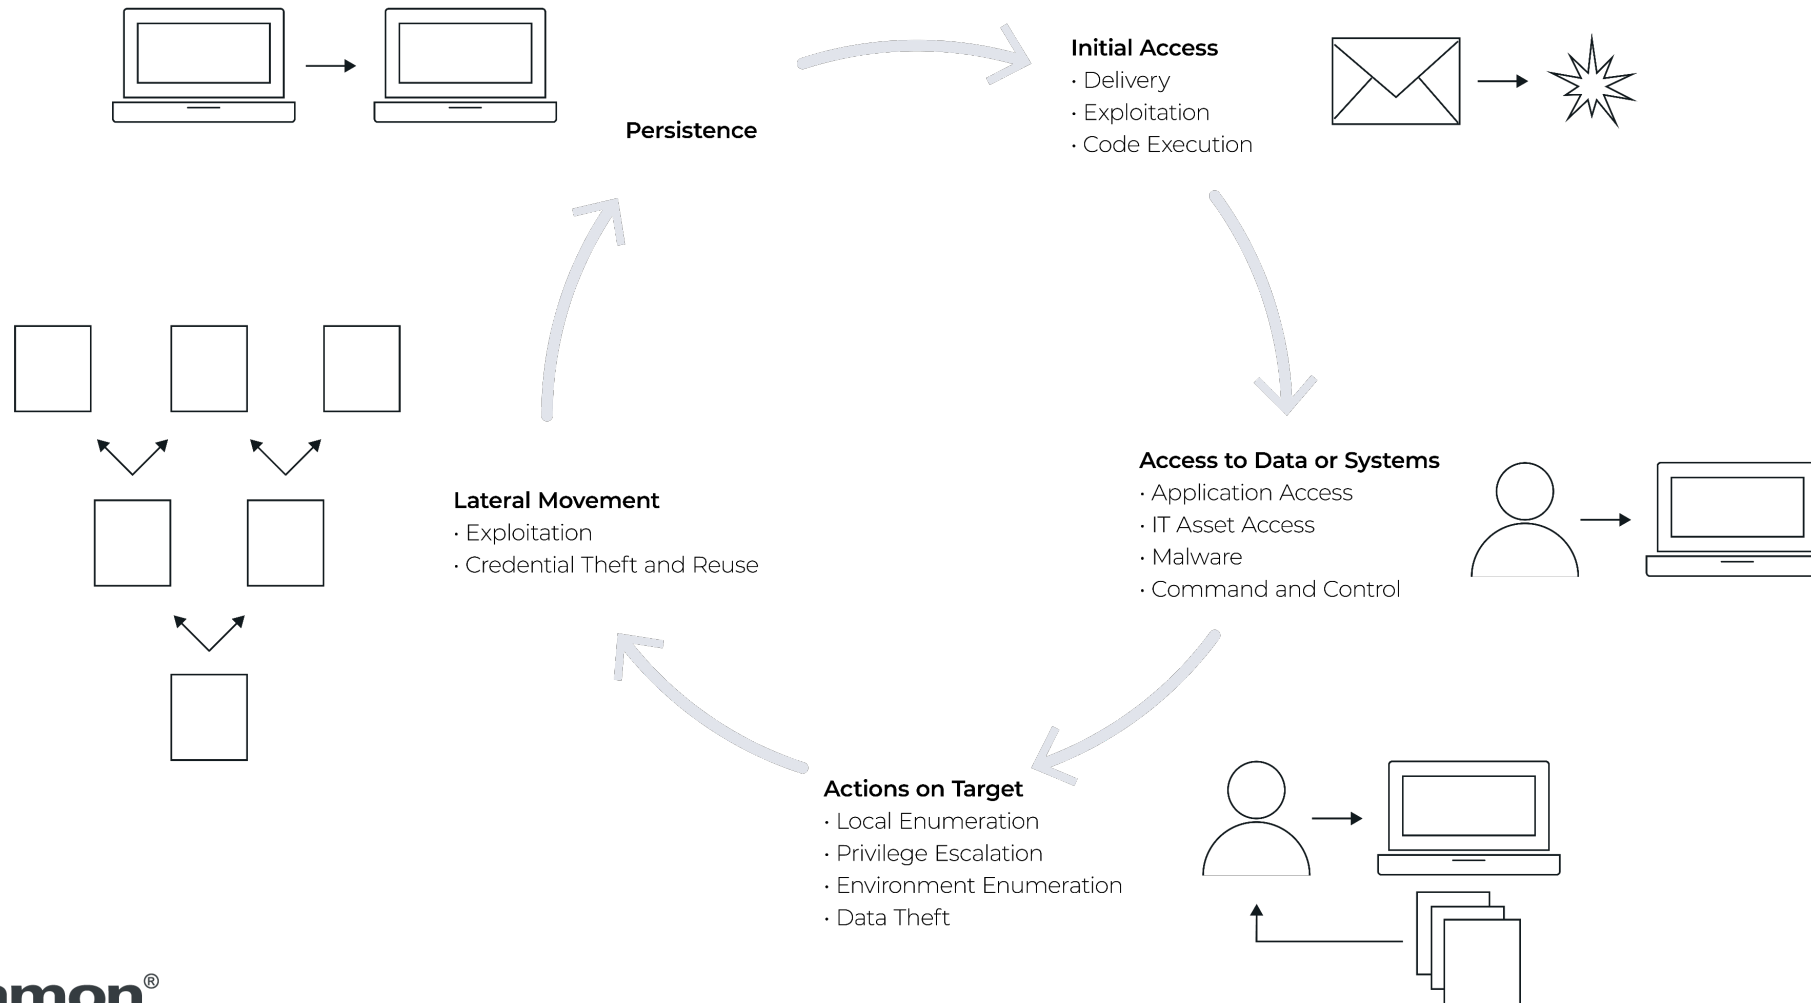 Initial Access
· Delivery
· Exploitation
· Code Execution
Persistence
Access to Data or Systems
· Application Access
· IT Asset Access
· Malware
· Command and Control
Lateral Movement
· Exploitation
· Credential Theft and Reuse
Actions on Target
· Local Enumeration
· Privilege Escalation
· Environment Enumeration
· Data Theft